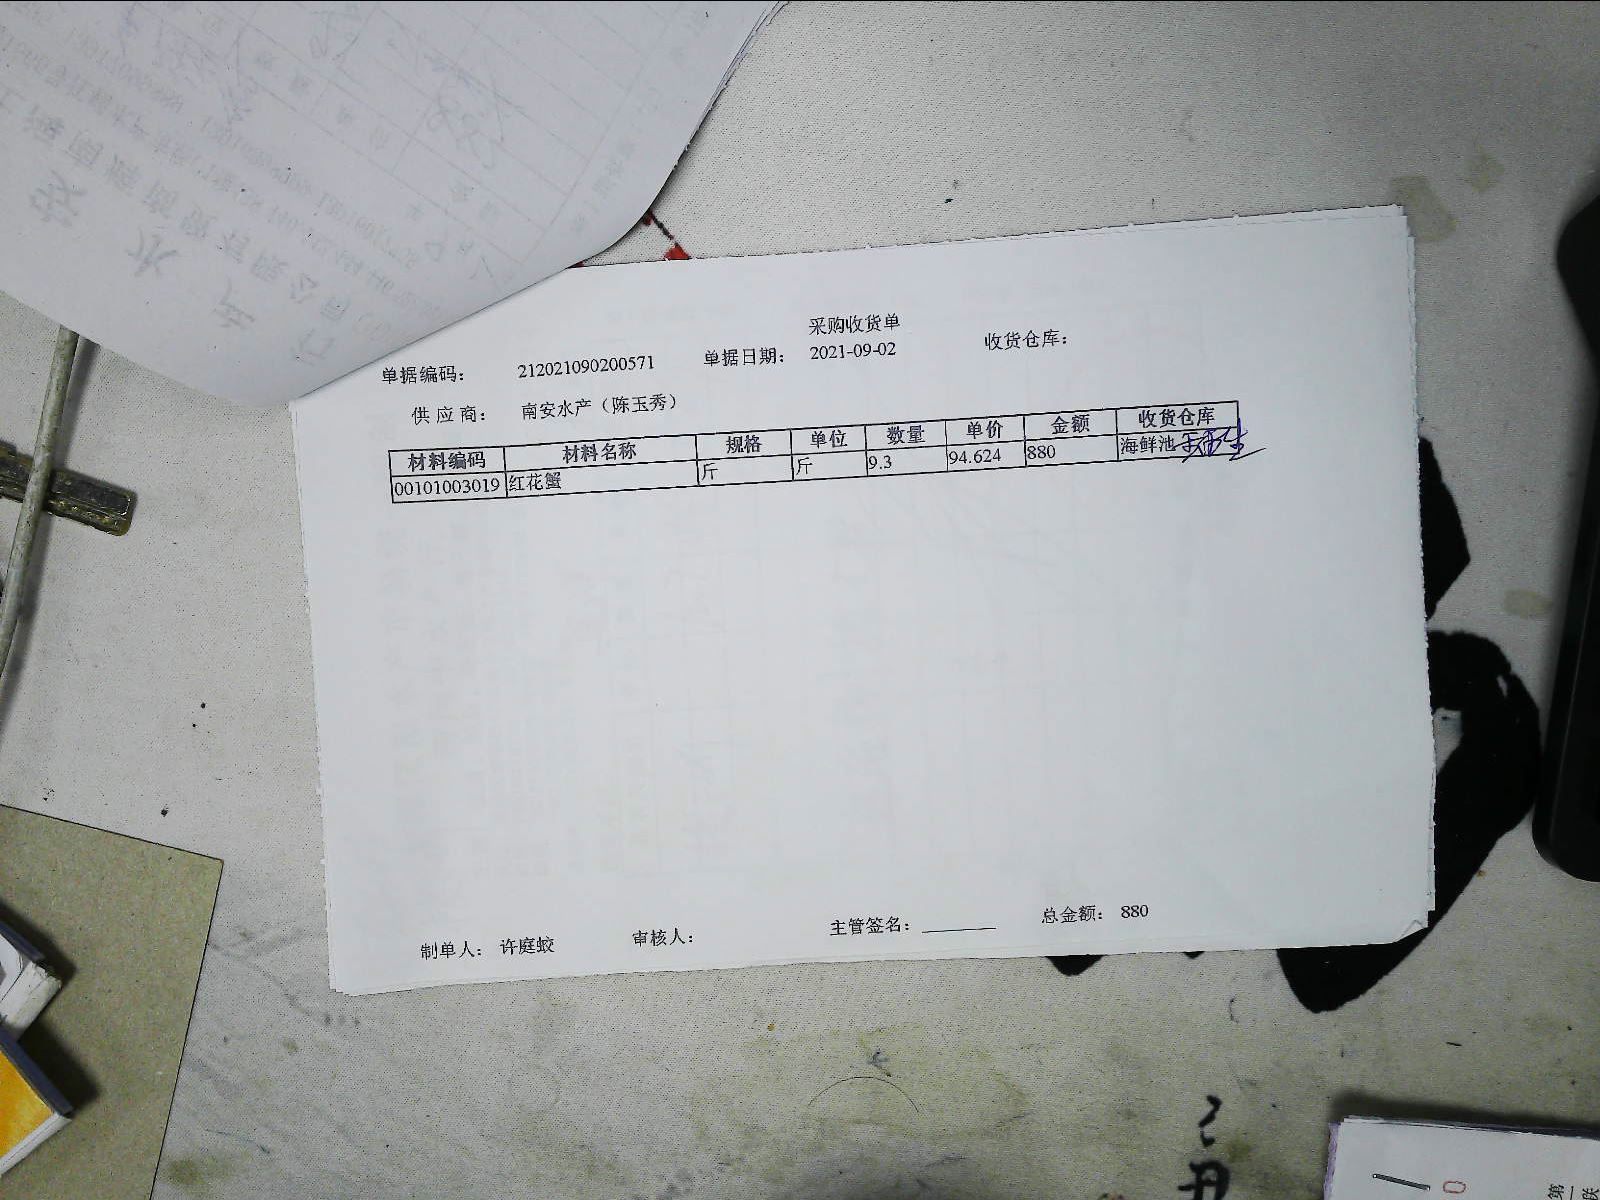 采购收货单
单据编码： 212021090200571 单据日期： 2021-09-02 收货仓库：
供应商： 南安水产（陈玉秀）
材料编码 材料名称 规格 单位 数量 单价 金额 收货仓库
00101003019 红花蟹 斤 斤 9.3 94.624 880 海鲜池
制单人： 许庭蛟 审核人： 主管签名： 总金额： 880